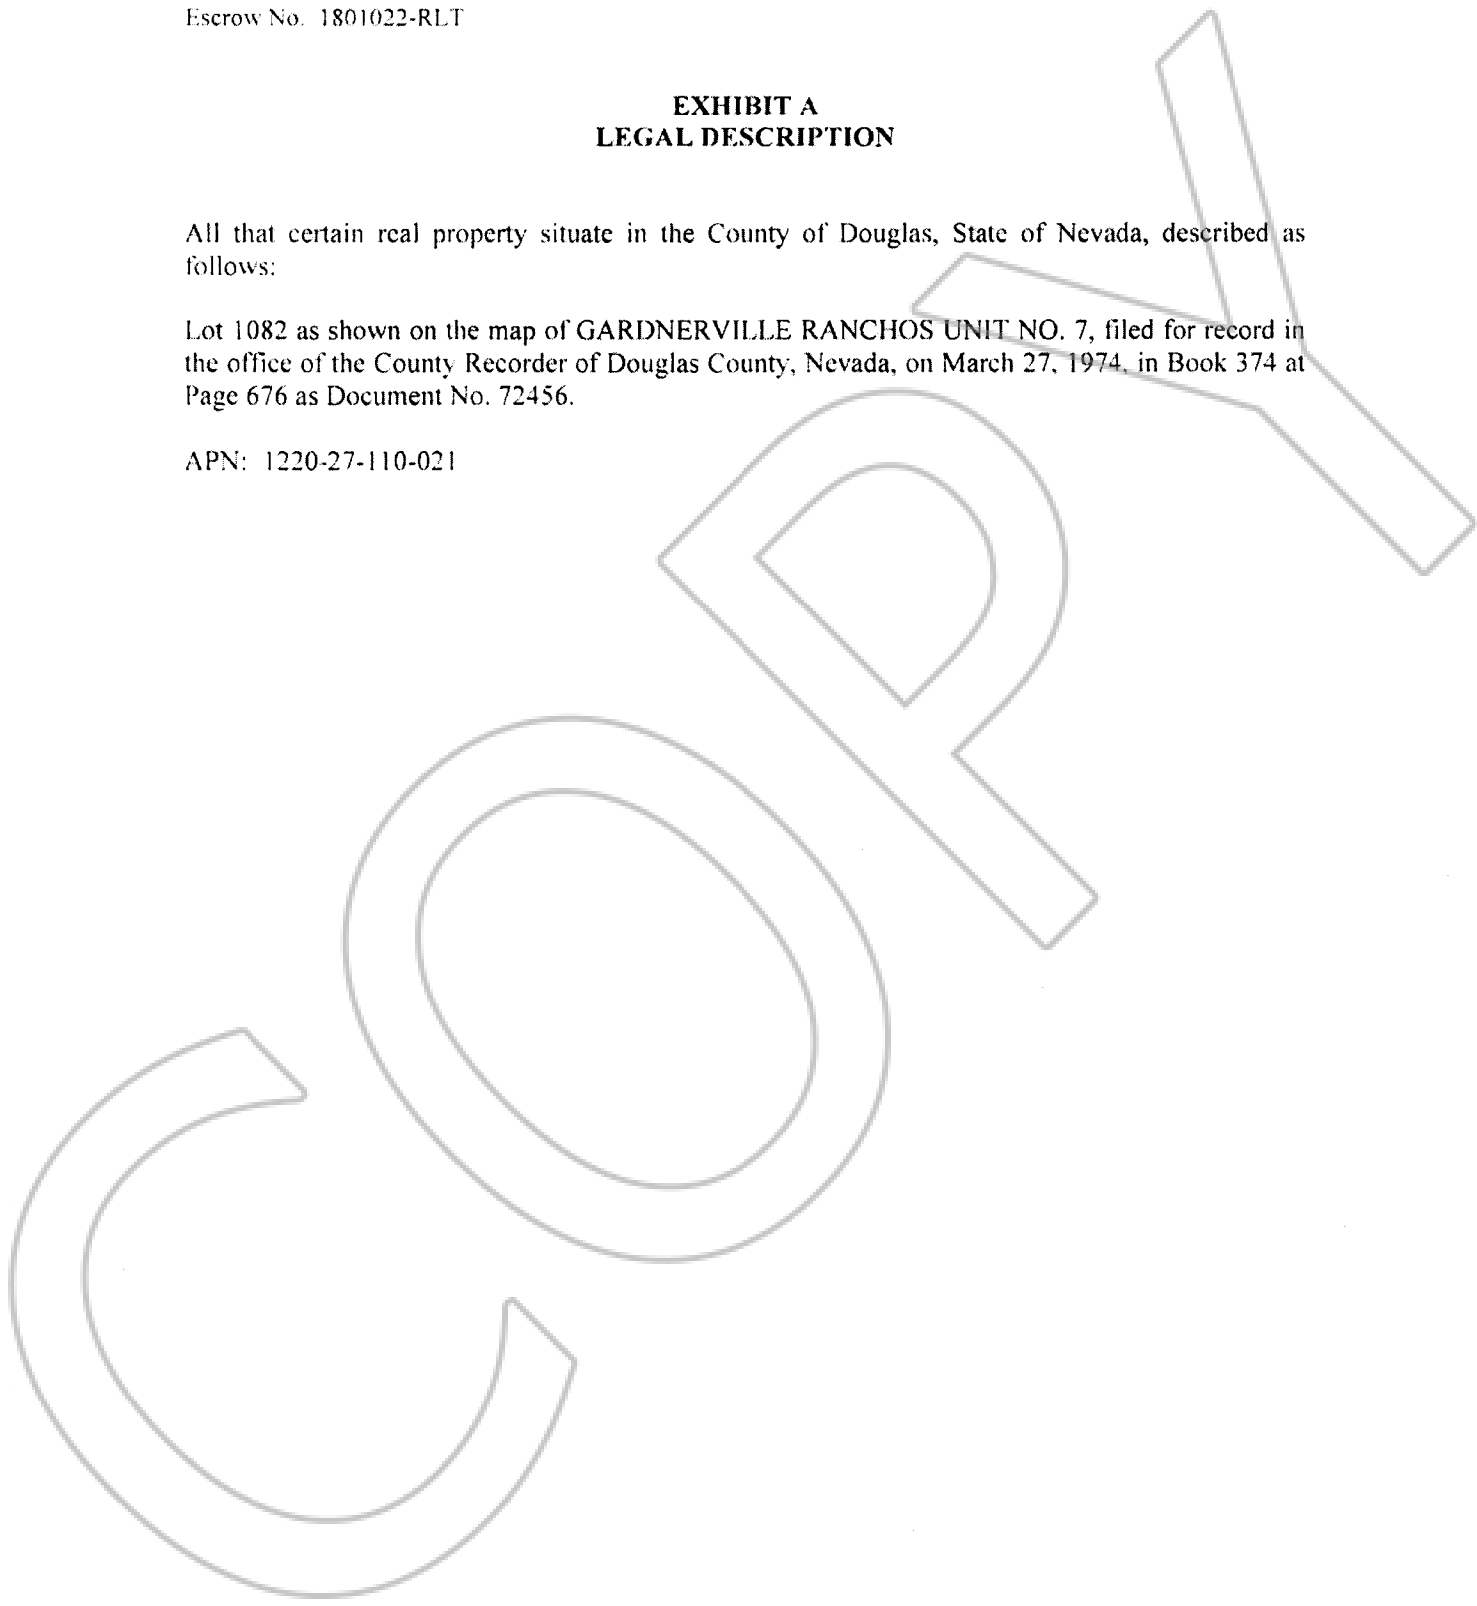 Escrow No. 1801022-RLT
EXHIBIT A
LEGAL DESCRIPTION
All that certain real property situate in the County of Douglas, State of Nevada, described as
follows:
Lot 1082 as shown on the map of GARDNERVILLE RANCHOS UNIT NO. 7, filed for record in
the office of the County Recorder of Douglas County, Nevada, on March 27, 1974, in Book 374 at
Page 676 as Document No. 72456.
APN: 1220-27-110-021
COPY